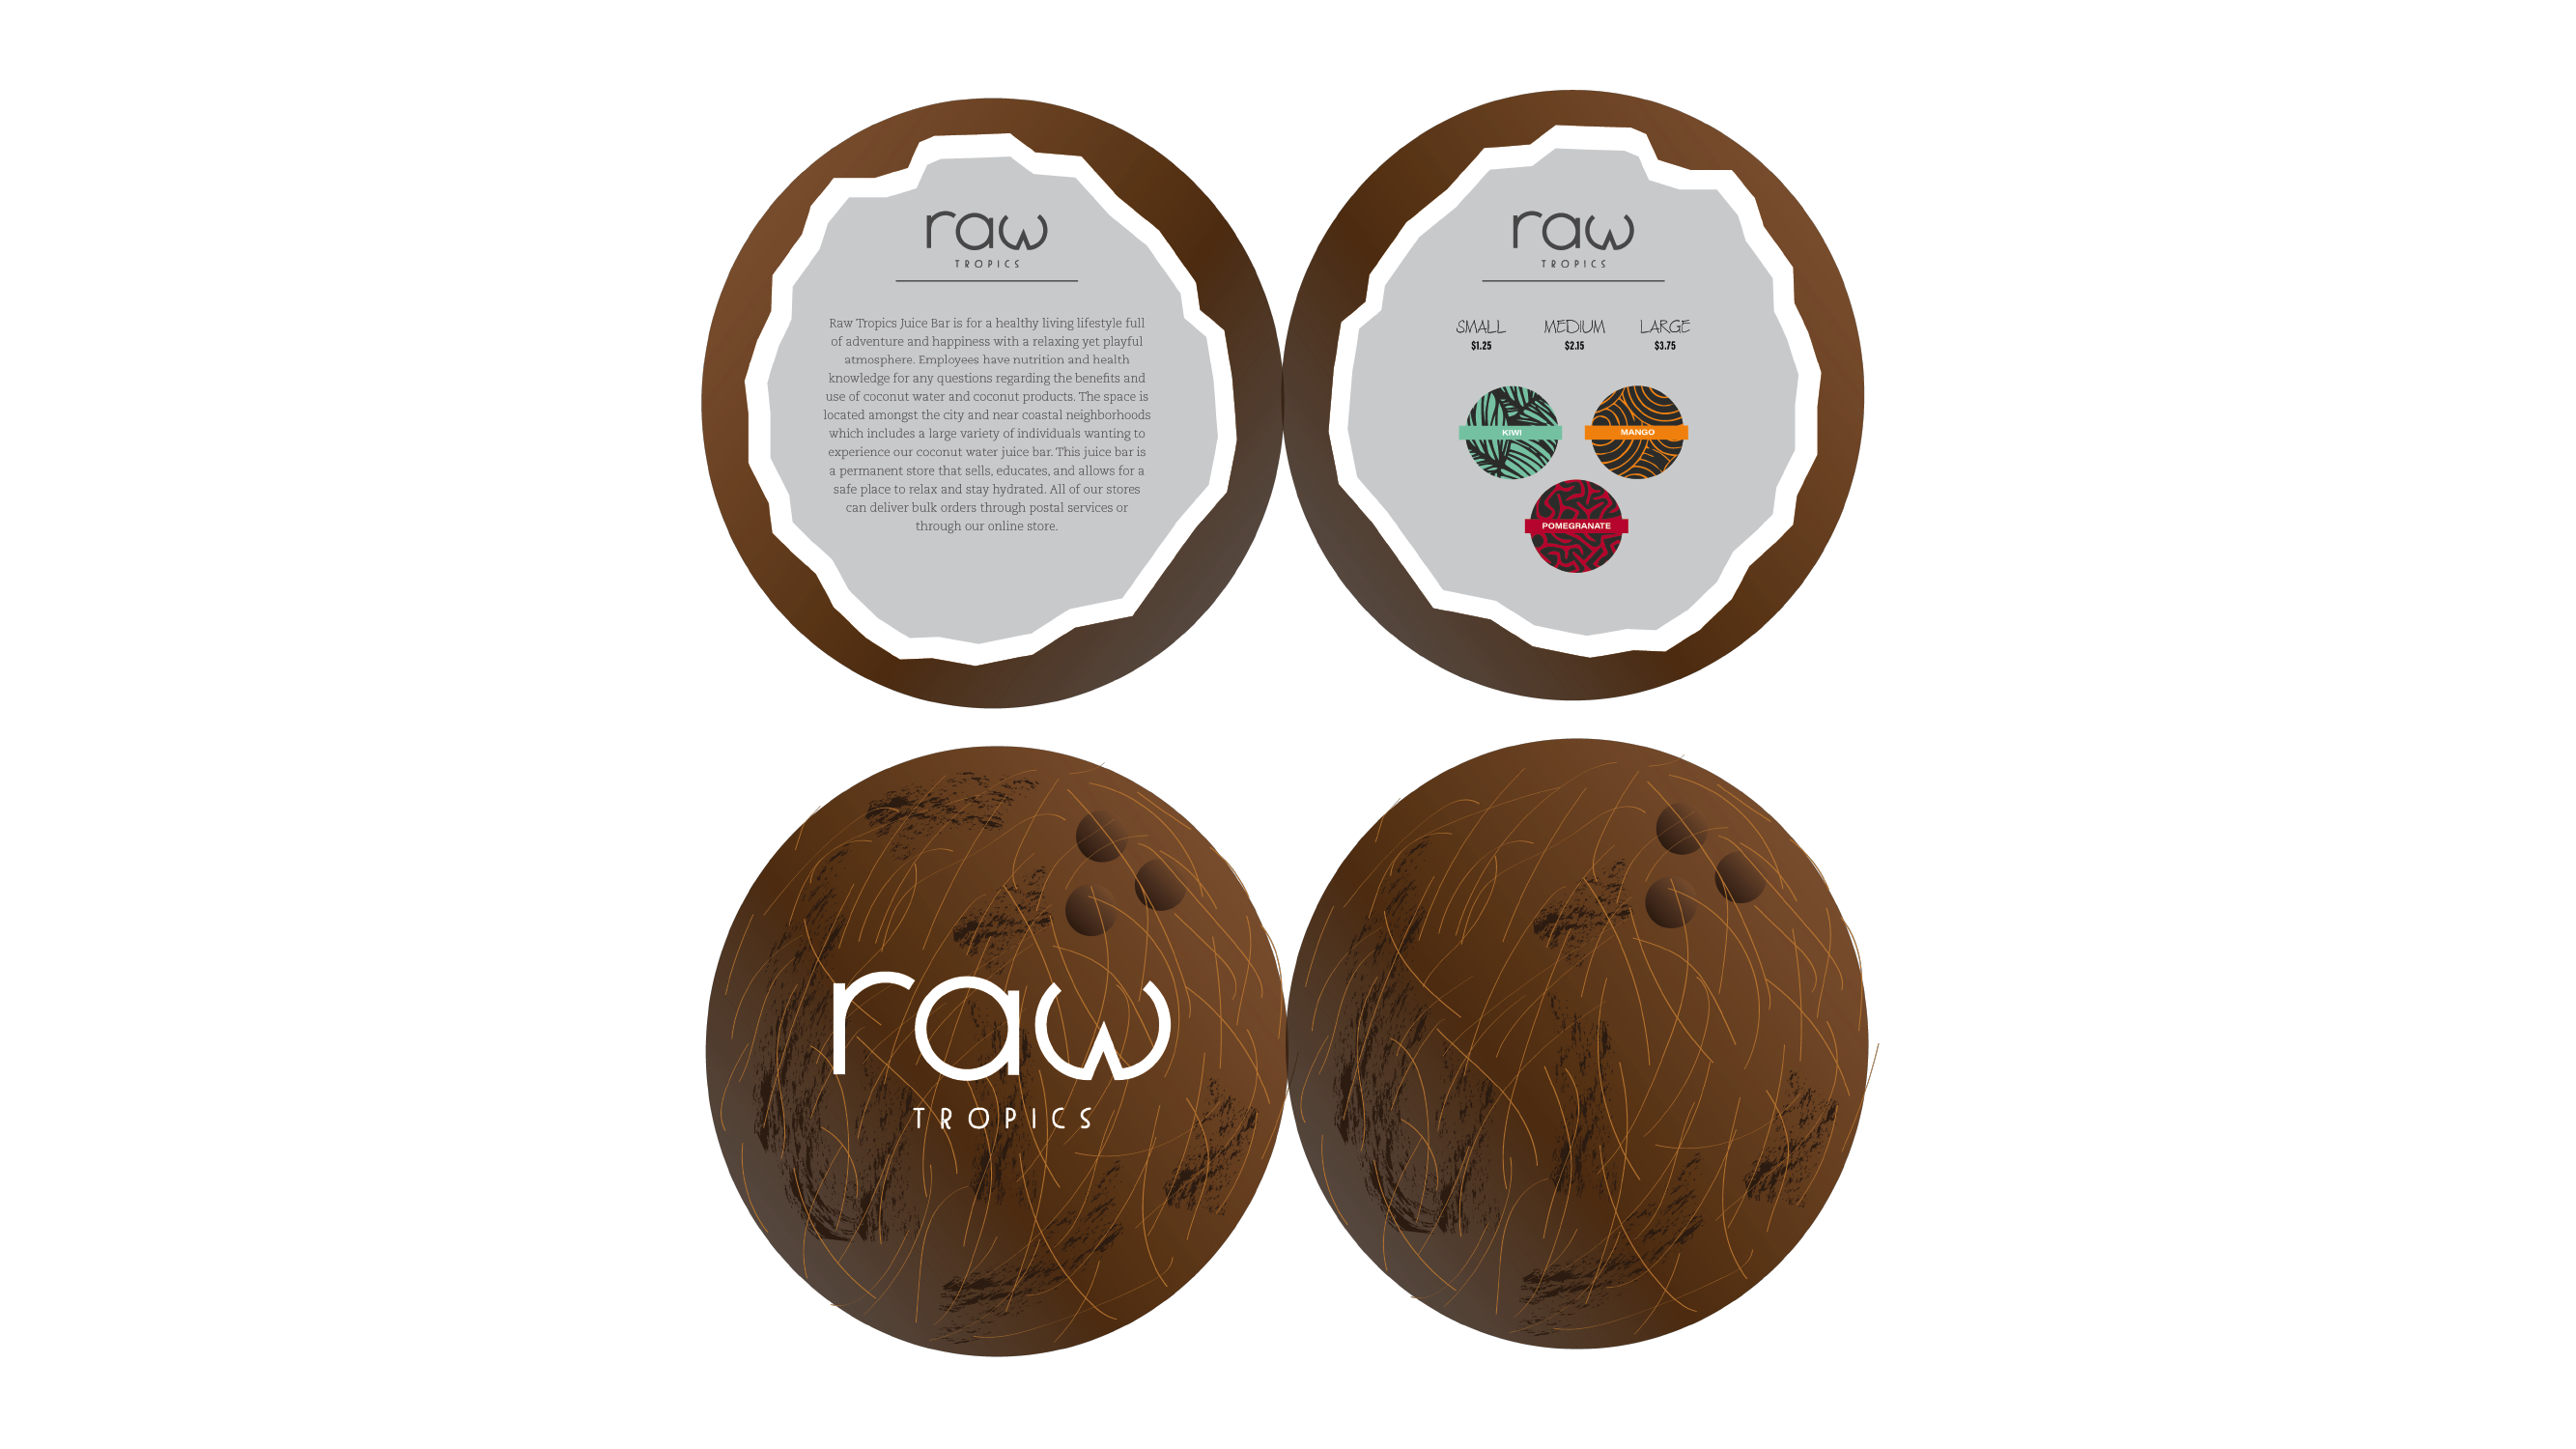 raw
TROPICS
Raw Tropics Juice Bar is for a healthy living lifestyle full
of adventure and happiness with a relaxing yet playful
atmosphere. Employees have nutrition and health
knowledge for any questions regarding the benefits and
use of coconut water and coconut products. The space is
located amongst the city and near coastal neighborhoods
which includes a large variety of individuals wanting to
experience our coconut water juice bar. This juice bar is
a permanent store that sells, educates, and allows for a
safe place to relax and stay hydrated. All of our stores
can deliver bulk orders through postal services or
through our online store.
raw
TROPICS
SMALL MEDIUM LARGE
$1.25 $2.15 $3.75
KIWI MANGO
POMEGRANATE
raw
TROPICS